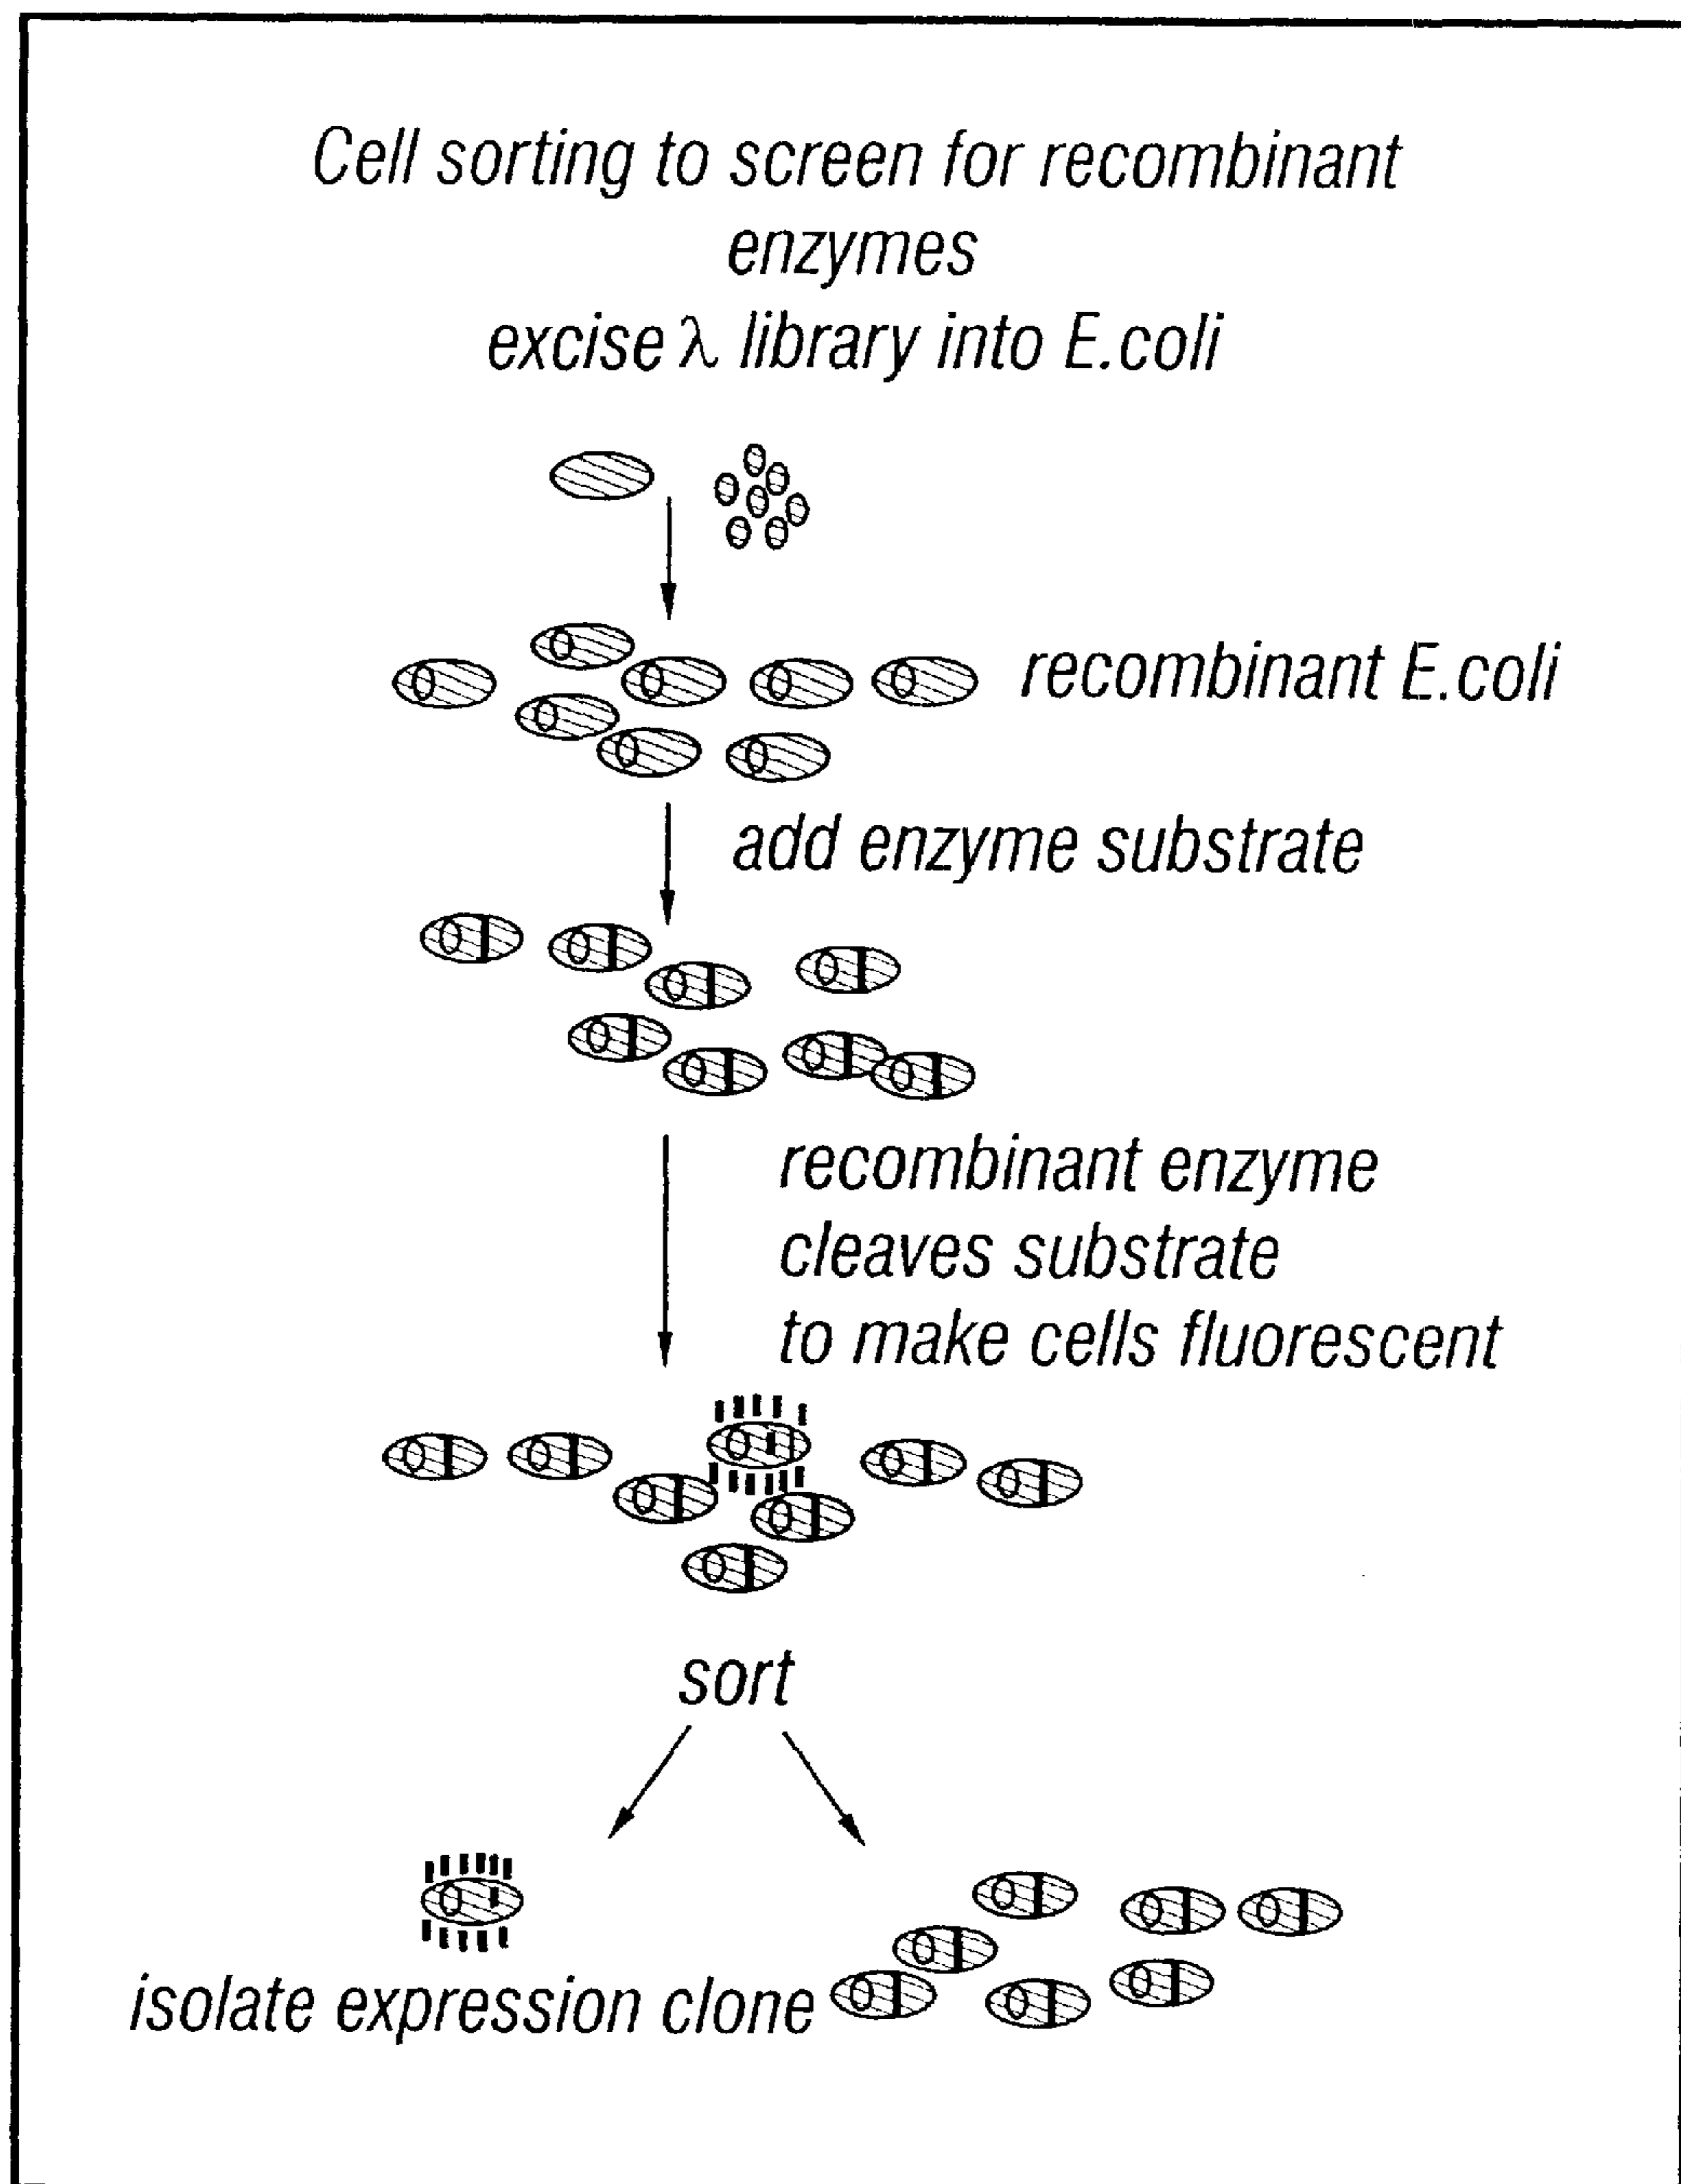 Cell sorting to screen for recombinant
enzymes
excise λ library into E.coli
recombinant E.coli
add enzyme substrate
recombinant enzyme
cleaves substrate
to make cells fluorescent
sort
isolate expression clone